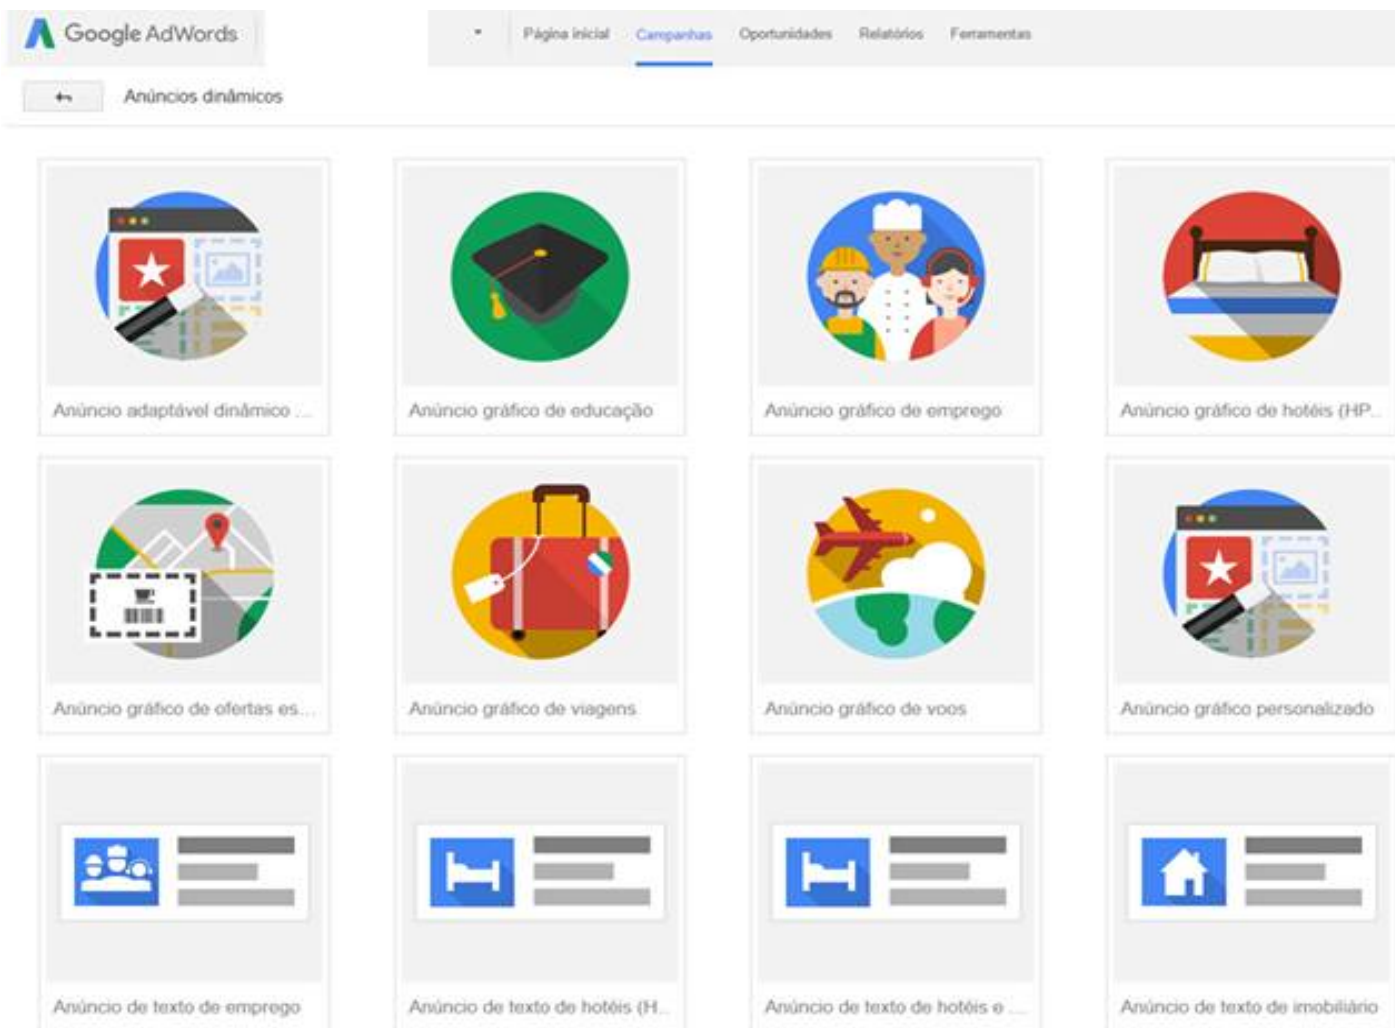 Google AdWords
Página inicial Campanhas Oportunidades Relatórios Ferramentas
Anúncios dinâmicos
Anúncio adaptável dinâmico ...
Anúncio gráfico de educação
Anúncio gráfico de emprego
Anúncio gráfico de hotéis (HP...
Anúncio gráfico de ofertas es...
Anúncio gráfico de viagens
Anúncio gráfico de voos
Anúncio gráfico personalizado
Anúncio de texto de emprego
Anúncio de texto de hotéis (H...
Anúncio de texto de hotéis e ...
Anúncio de texto de imobiliário